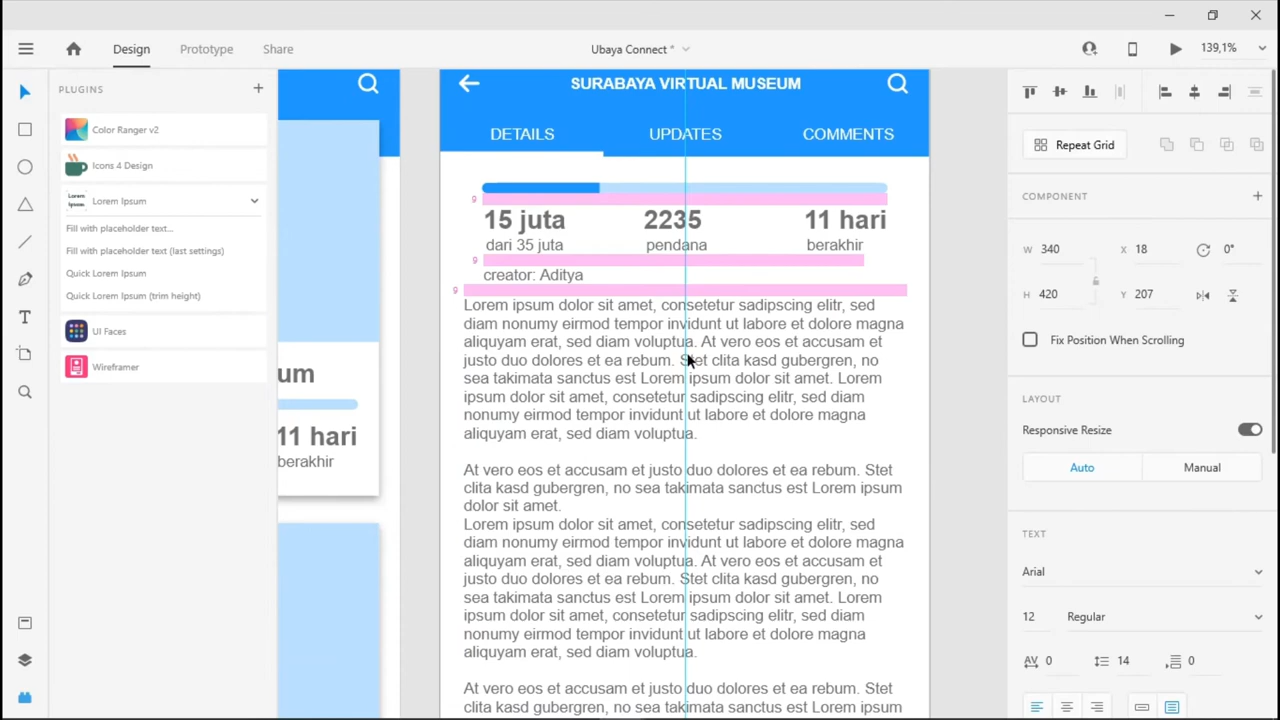 Design
Prototype
Share
Ubaya Connect *
139,1%
PLUGINS
Color Ranger v2
Icons 4 Design
Lorem Ipsum
Lorem Ipsum
Fill with placeholder text...
Fill with placeholder text (last settings)
Quick Lorem Ipsum
Quick Lorem Ipsum (trim height)
UI Faces
Wireframer
um
11 hari
berakhir
SURABAYA VIRTUAL MUSEUM
DETAILS
UPDATES
COMMENTS
9
15 juta
2235
11 hari
dari 35 juta
pendana
berakhir
9
creator: Aditya
9
Lorem ipsum dolor sit amet, consetetur sadipscing elitr, sed
diam nonumy eirmod tempor invidunt ut labore et dolore magna
aliquyam erat, sed diam voluptua. At vero eos et accusam et
justo duo dolores et ea rebum. Stet clita kasd gubergren, no
sea takimata sanctus est Lorem ipsum dolor sit amet. Lorem
ipsum dolor sit amet, consetetur sadipscing elitr, sed diam
nonumy eirmod tempor invidunt ut labore et dolore magna
aliquyam erat, sed diam voluptua.
At vero eos et accusam et justo duo dolores et ea rebum. Stet
clita kasd gubergren, no sea takimata sanctus est Lorem ipsum
dolor sit amet.
Lorem ipsum dolor sit amet, consetetur sadipscing elitr, sed
diam nonumy eirmod tempor invidunt ut labore et dolore magna
aliquyam erat, sed diam voluptua. At vero eos et accusam et
justo duo dolores et ea rebum. Stet clita kasd gubergren, no
sea takimata sanctus est Lorem ipsum dolor sit amet. Lorem
ipsum dolor sit amet, consetetur sadipscing elitr, sed diam
nonumy eirmod tempor invidunt ut labore et dolore magna
aliquyam erat, sed diam voluptua.
At vero eos et accusam et justo duo dolores et ea rebum. Stet
clita kasd gubergren, no sea takimata sanctus est Lorem ipsum
Repeat Grid
COMPONENT
W 340
X 18
0°
H 420
Y 207
Fix Position When Scrolling
LAYOUT
Responsive Resize
Auto
Manual
TEXT
Arial
12
Regular
AV 0
14
0